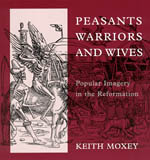 PEASANTS
WARRIORS
AND WIVES
Popular Imagery
in the Reformation
KEITH MOXEY